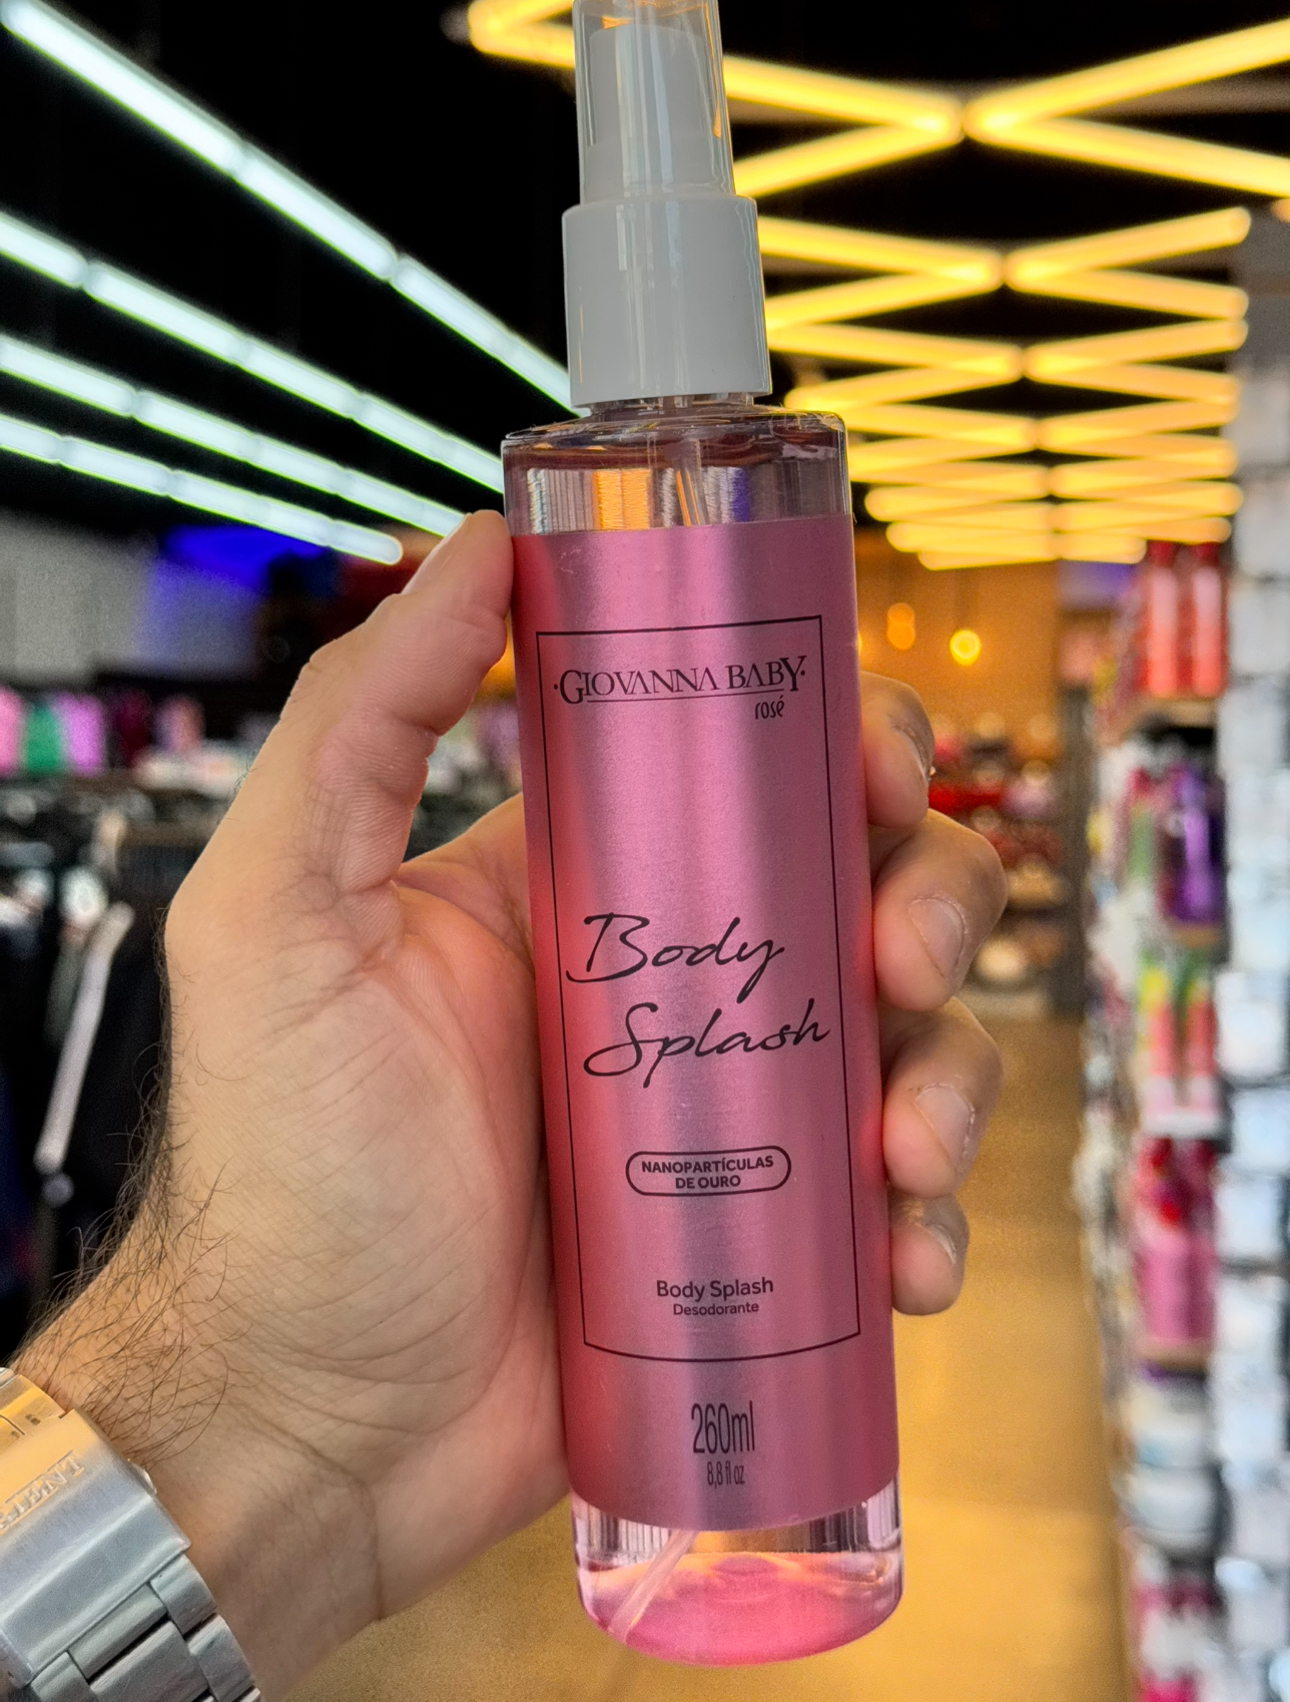 ·GIOVANNA BABY·
rosé
Body
Splash
NANOPARTÍCULAS
DE OURO
Body Splash
Desodorante
260ml
8,8 fl oz